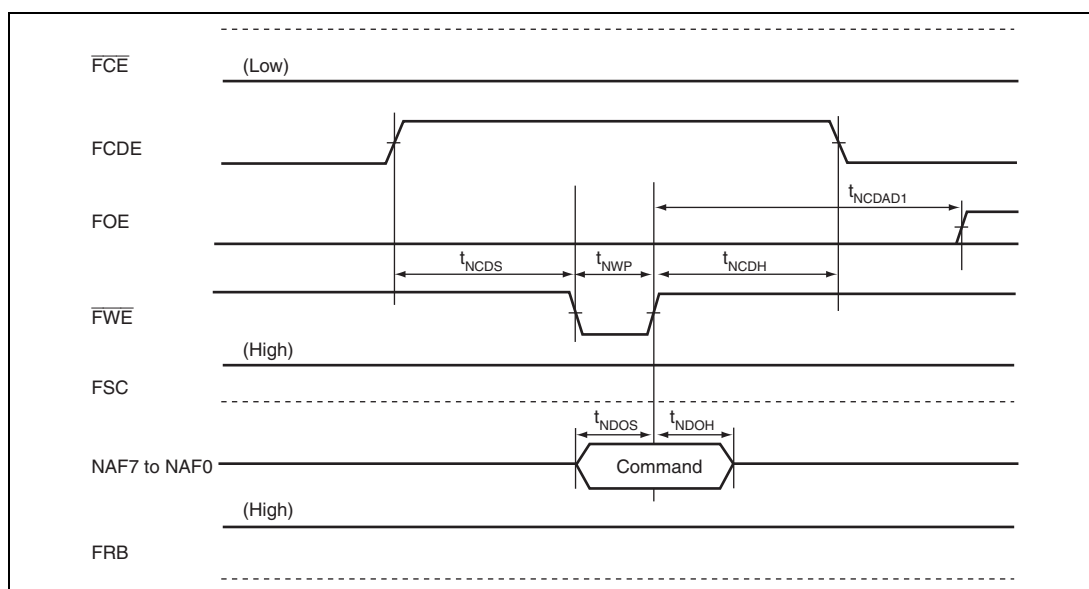 FCE
(Low)
FCDE
tNCDAD1
FOE
tNCDS
tNWP
tNCDH
FWE
(High)
FSC
tNDOS
tNDOH
NAF7 to NAF0
Command
(High)
FRB